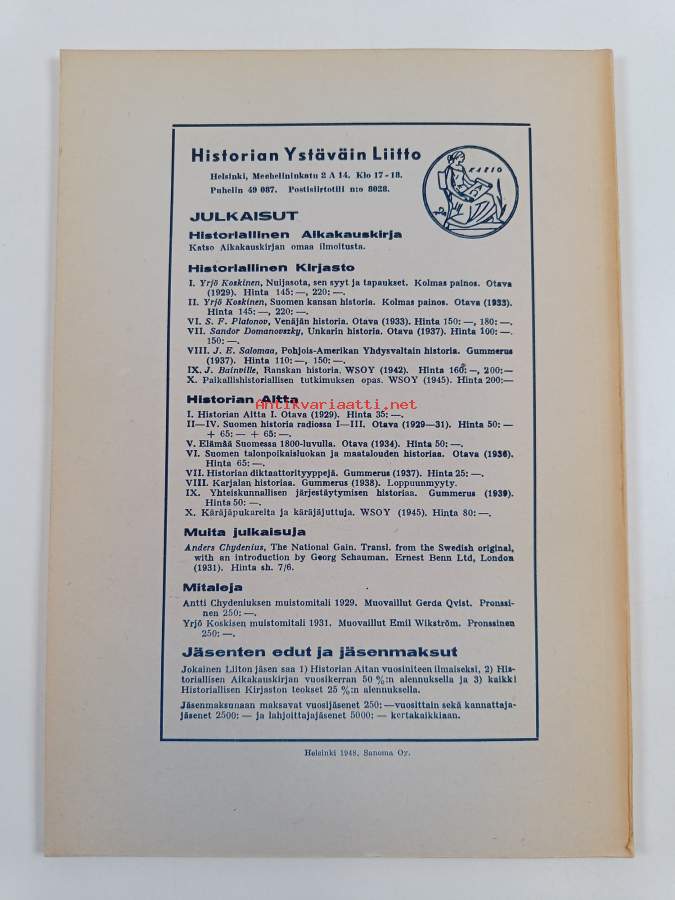 Historian Ystäväin Liitto
Helsinki, Mechelininkatu 2 A 14. Klo 17-18.
Puhelin 49 087. Postisiirtotili n:o 8028.
KLEIO
JULKAISUT
Historiallinen Aikakauskirja
Katso Aikakauskirjan omaa ilmoitusta.
Historiallinen Kirjasto
I. Yrjö Koskinen, Nuijasota, sen syyt ja tapaukset. Kolmas painos. Otava
(1929). Hinta 145: —, 220: —.
II. Yrjö Koskinen, Suomen kansan historia. Kolmas painos. Otava (1933).
Hinta 145: —, 220: —.
VI. S. F. Platonov, Venäjän historia. Otava (1933). Hinta 150: —, 180: —.
VII. Sandor Domanovszky, Unkarin historia. Otava (1937). Hinta 100: —.
150: —.
VIII. J. E. Salomaa, Pohjois-Amerikan Yhdysvaltain historia. Gummerus
(1937). Hinta 110: —, 150: —.
IX. J. Bainville, Ranskan historia. WSOY (1942). Hinta 160: —, 200: —
X. Paikallishistoriallisen tutkimuksen opas. WSOY (1945). Hinta 200: —
Historian Aitta
Antikvariaatti.net
I. Historian Aitta I. Otava (1929). Hinta 35: —.
II—IV. Suomen historia radiossa I—III. Otava (1929—31). Hinta 50: —
+ 65: — + 65: —.
V. Elämää Suomessa 1800-luvulla. Otava (1934). Hinta 50: —.
VI. Suomen talonpoikaisluokan ja maatalouden historiaa. Otava (1936).
Hinta 65: —.
VII. Historian diktaattorityyppejä. Gummerus (1937). Hinta 25: —.
VIII. Karjalan historiaa. Gummerus (1938). Loppuunmyyty.
IX. Yhteiskunnallisen järjestäytymisen historiaa. Gummerus (1939).
Hinta 50: —.
X. Käräjäpukareita ja käräjäjuttuja. WSOY (1945). Hinta 80: —.
Muita julkaisuja
Anders Chydenius, The National Gain. Transl. from the Swedish original,
with an introduction by Georg Schauman. Ernest Benn Ltd, London
(1931). Hinta sh. 7/6.
Mitaleja
Antti Chydeniuksen muistomitali 1929. Muovaillut Gerda Qvist. Pronssi-
nen 250: —.
Yrjö Koskisen muistomitali 1931. Muovaillut Emil Wikström. Pronssinen
250: —.
Jäsenten edut ja jäsenmaksut
Jokainen Liiton jäsen saa 1) Historian Aitan vuosiniteen ilmaiseksi, 2) His-
toriallisen Aikakauskirjan vuosikerran 50 %:n alennuksella ja 3) kaikki
Historiallisen Kirjaston teokset 25 %:n alennuksella.
Jäsenmaksunaan maksavat vuosijäsenet 250: — vuosittain sekä kannattaja-
jäsenet 2500: — ja lahjoittajajäsenet 5000: — kertakaikkiaan.
Helsinki 1948. Sanoma Oy.